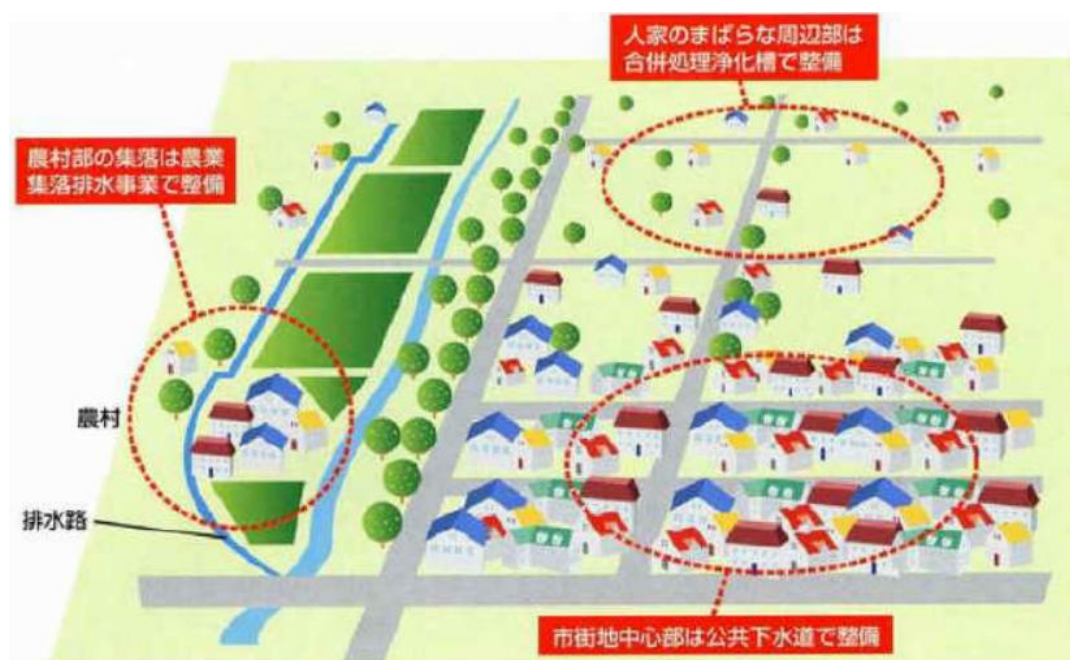 人家のまばらな周辺部は
合併処理浄化槽で整備
農村部の集落は農業
集落排水事業で整備
農村
排水路
市街地中心部は公共下水道で整備